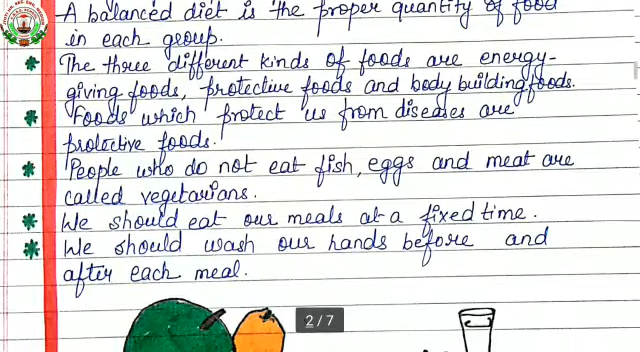 A balanced diet is the proper quantity of food
in each group.
* The three different kinds of foods are energy-
giving foods, protective foods and body building foods.
* Foods which protect us from diseases are
protective foods.
* People who do not eat fish, eggs and meat are
called vegetarians.
* We should eat our meals at a fixed time.
* We should wash our hands before and
after each meal.
2/7